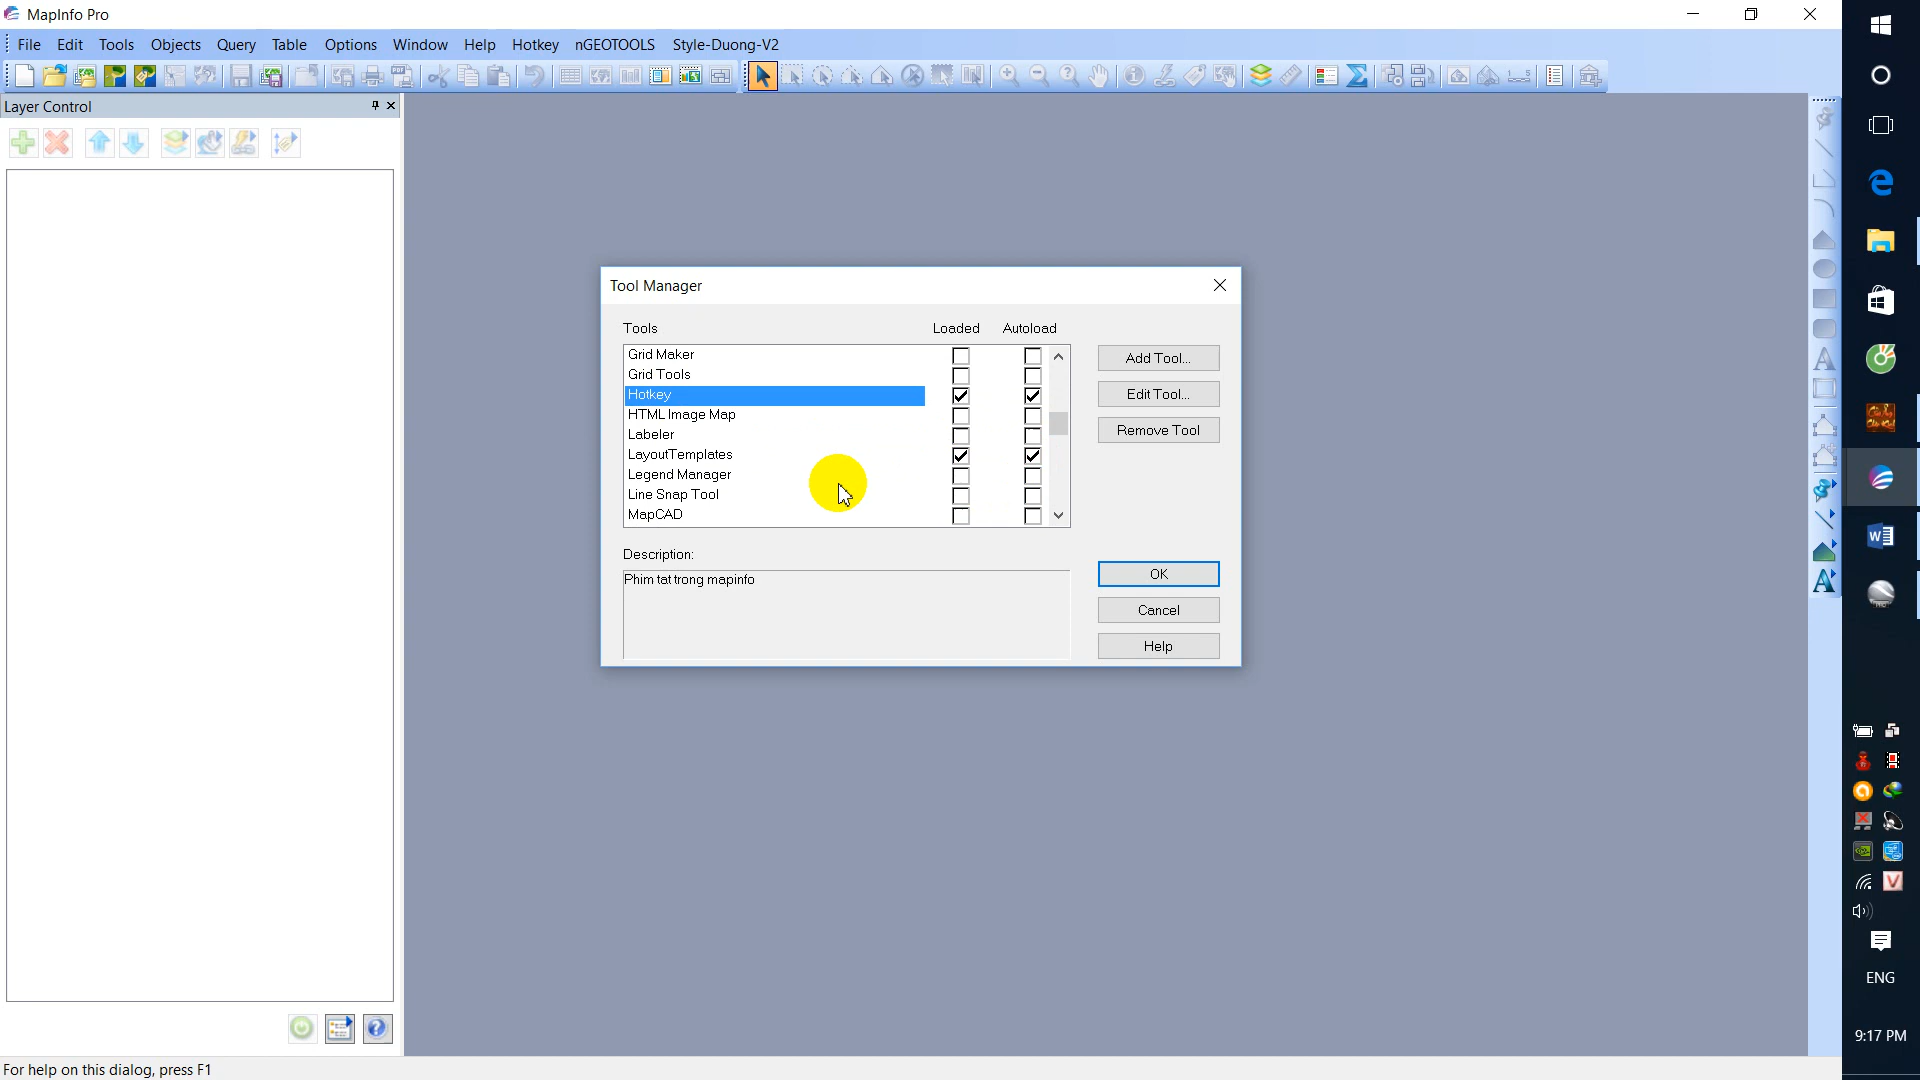 MapInfo Pro
File Edit Tools Objects Query Table Options Window Help Hotkey nGEOTOOLS Style-Duong-V2
Layer Control
Tool Manager
Tools Loaded Autoload
Grid Maker
Grid Tools
Hotkey
HTML Image Map
Labeler
LayoutTemplates
Legend Manager
Line Snap Tool
MapCAD
Add Tool...
Edit Tool...
Remove Tool
Description:
Phim tat trong mapinfo
OK
Cancel
Help
ENG
9:17 PM
For help on this dialog, press F1